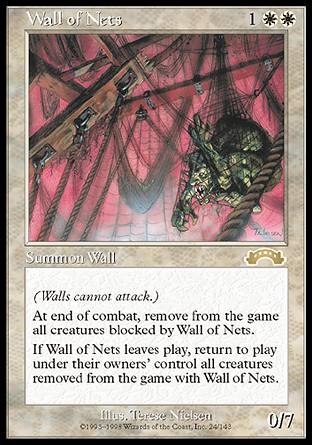 Wall of Nets 1
Summon Wall
(Walls cannot attack.)
At end of combat, remove from the game
all creatures blocked by Wall of Nets.
If Wall of Nets leaves play, return to play
under their owners' control all creatures
removed from the game with Wall of Nets.
Illus. Terese Nielsen
©1993-1998 Wizards of the Coast, Inc. 24/143
0/7